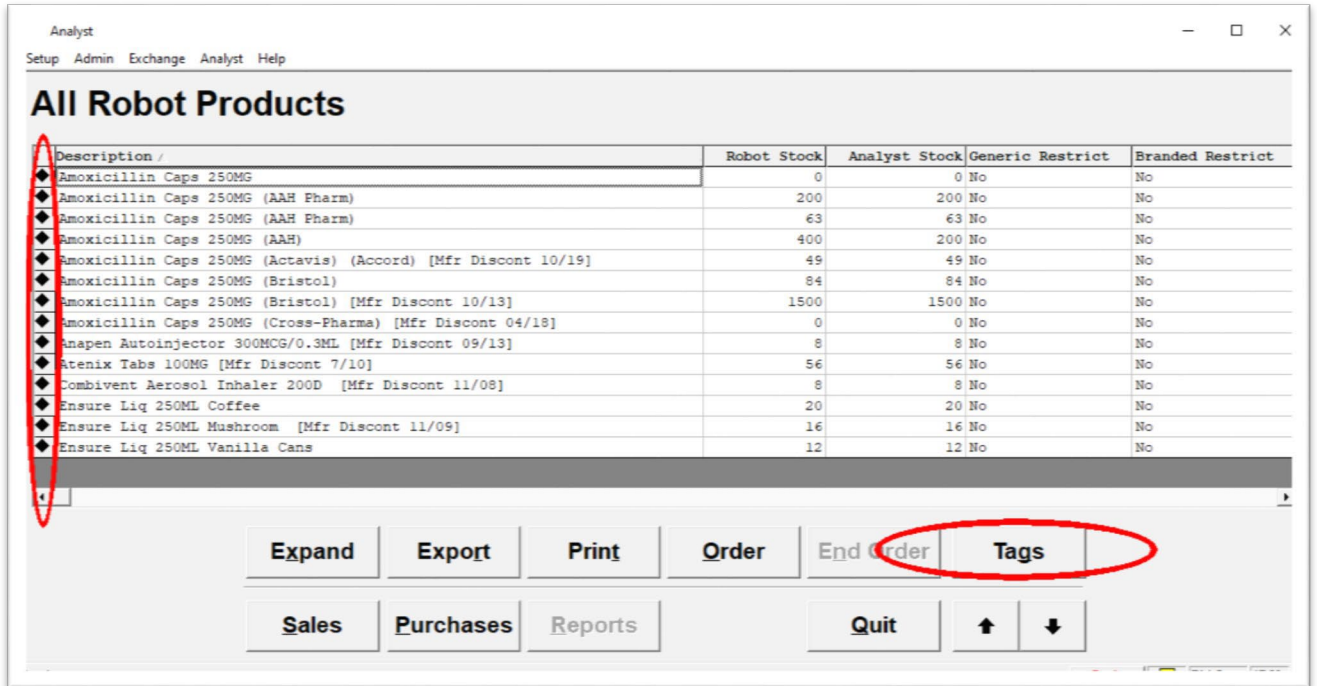 Analyst
Setup Admin Exchange Analyst Help
All Robot Products
Description / Robot Stock Analyst Stock Generic Restrict Branded Restrict
Amoxicillin Caps 250MG 0 0 No No
Amoxicillin Caps 250MG (AAH Pharm) 200 200 No No
Amoxicillin Caps 250MG (AAH Pharm) 63 63 No No
Amoxicillin Caps 250MG (AAH) 400 200 No No
Amoxicillin Caps 250MG (Actavis) (Accord) [Mfr Discont 10/19] 49 49 No No
Amoxicillin Caps 250MG (Bristol) 84 84 No No
Amoxicillin Caps 250MG (Bristol) [Mfr Discont 10/13] 1500 1500 No No
Amoxicillin Caps 250MG (Cross-Pharma) [Mfr Discont 04/18] 0 0 No No
Anapen Autoinjector 300MCG/0.3ML [Mfr Discont 09/13] 8 8 No No
Atenix Tabs 100MG [Mfr Discont 7/10] 56 56 No No
Combivent Aerosol Inhaler 200D [Mfr Discont 11/08] 8 8 No No
Ensure Liq 250ML Coffee 20 20 No No
Ensure Liq 250ML Mushroom [Mfr Discont 11/09] 16 16 No No
Ensure Liq 250ML Vanilla Cans 12 12 No No
Expand Export Print Order End Order Tags
Sales Purchases Reports Quit